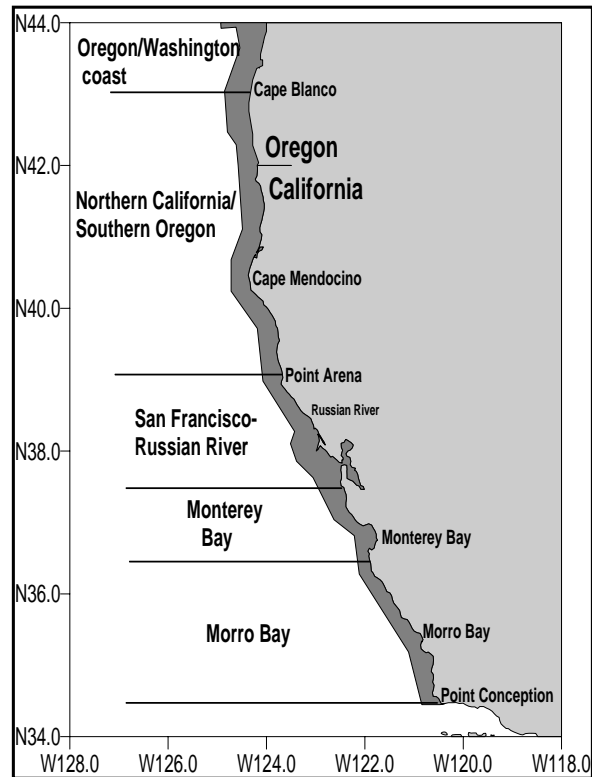 N44.0
Oregon/Washington
coast
Cape Blanco
Oregon
N42.0
California
Northern California/
Southern Oregon
Cape Mendocino
N40.0
Point Arena
Russian River
San Francisco-
Russian River
N38.0
Monterey
Bay
Monterey Bay
N36.0
Morro Bay
Morro Bay
Point Conception
N34.0
W128.0 W126.0 W124.0 W122.0 W120.0 W118.0